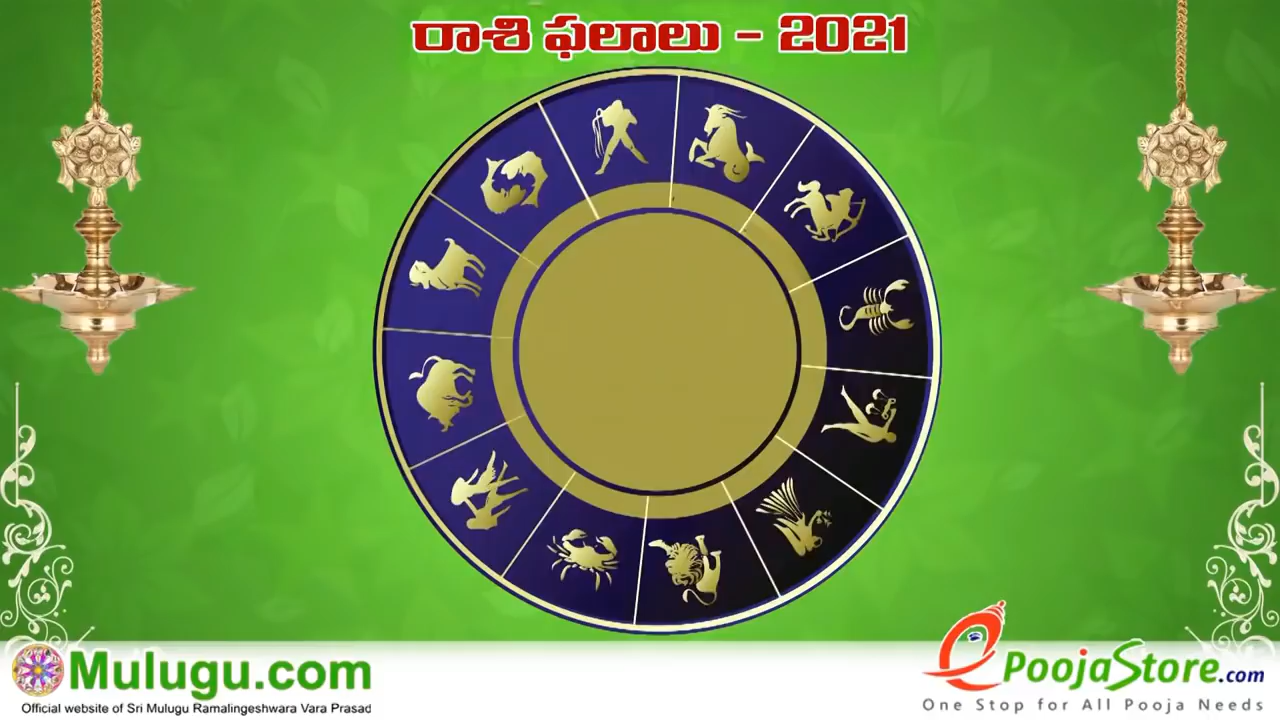 రాశి ఫలాలు - 2021
Mulugu.com
Official website of Sri Mulugu Ramalingeshwara Vara Prasad
ePoojaStore.com
One Stop for All Pooja Needs